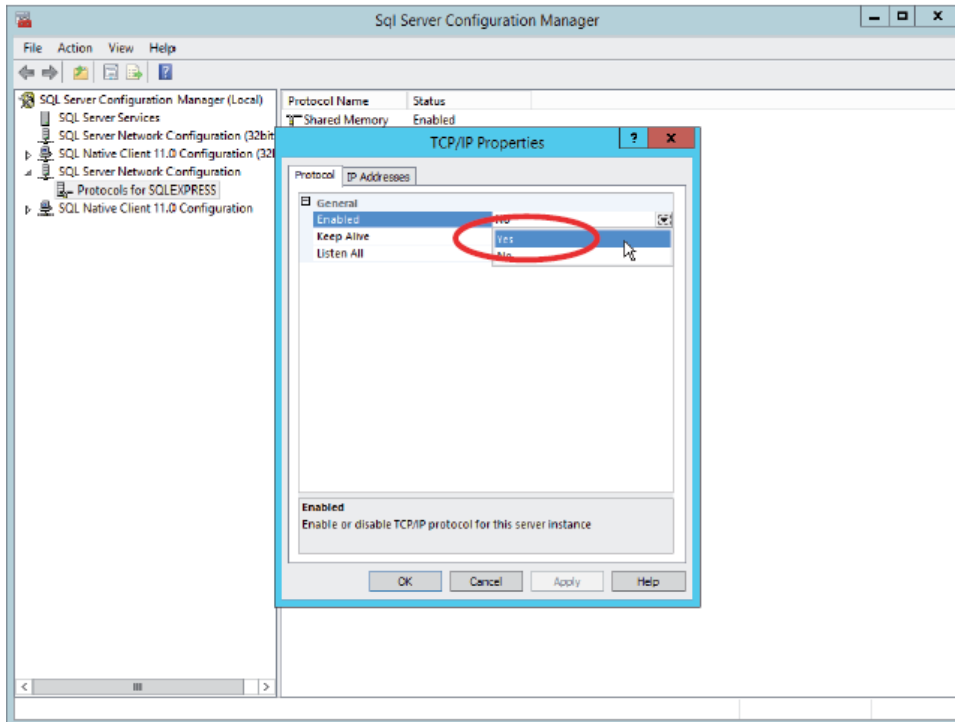 Sql Server Configuration Manager
File Action View Help
SQL Server Configuration Manager (Local)
SQL Server Services
SQL Server Network Configuration (32bit
SQL Native Client 11.0 Configuration (32l
SQL Server Network Configuration
Protocols for SQLEXPRESS
SQL Native Client 11.0 Configuration
Protocol Name Status
Shared Memory Enabled
TCP/IP Properties
Protocol IP Addresses
General
Enabled No
Keep Alive Yes
Listen All No
Enabled
Enable or disable TCP/IP protocol for this server instance
OK Cancel Apply Help